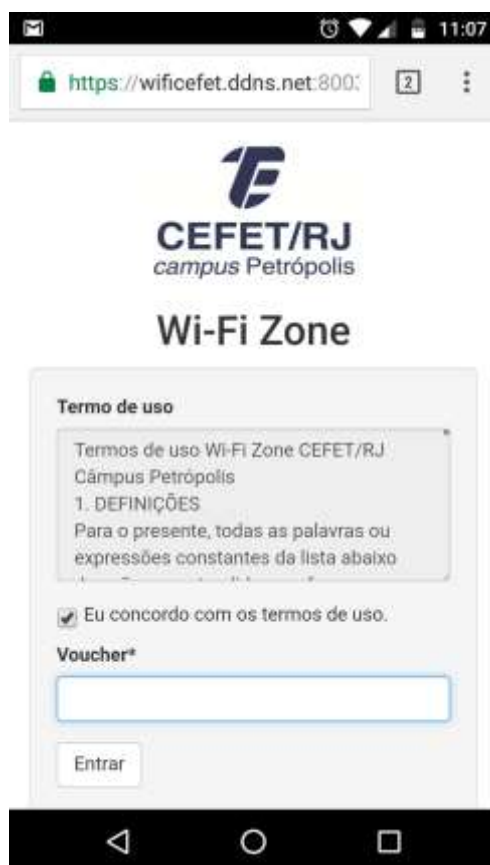 11:07
https://wificefet.ddns.net:800
2
CEFET/RJ
campus Petrópolis
Wi-Fi Zone
Termo de uso
Termos de uso Wi-Fi Zone CEFET/RJ
Câmpus Petrópolis
1. DEFINIÇÕES
Para o presente, todas as palavras ou
expressões constantes da lista abaixo
Eu concordo com os termos de uso.
Voucher*
Entrar